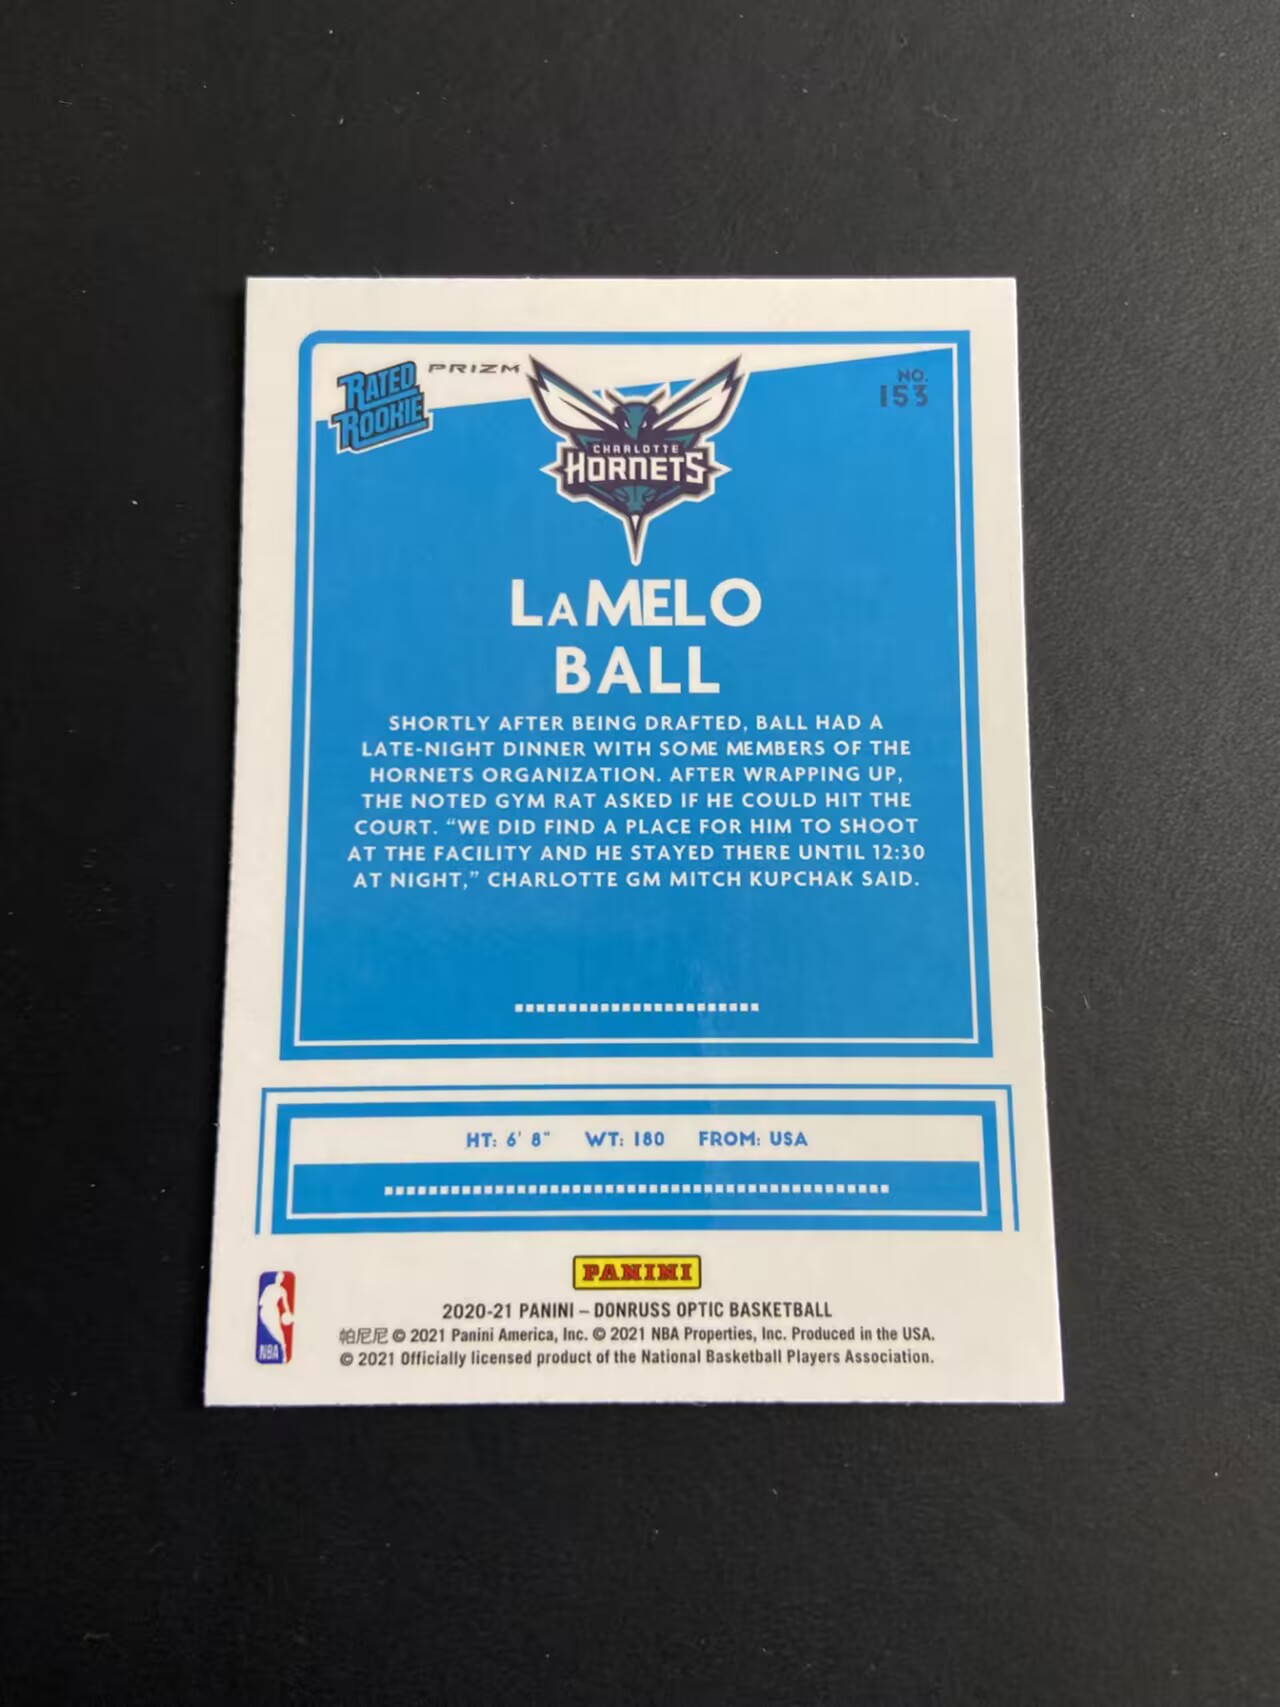 RATED
ROOKIE
PRIZM
NO.
153
CHARLOTTE
HORNETS
LAMELO
BALL
SHORTLY AFTER BEING DRAFTED, BALL HAD A
LATE-NIGHT DINNER WITH SOME MEMBERS OF THE
HORNETS ORGANIZATION. AFTER WRAPPING UP,
THE NOTED GYM RAT ASKED IF HE COULD HIT THE
COURT. “WE DID FIND A PLACE FOR HIM TO SHOOT
AT THE FACILITY AND HE STAYED THERE UNTIL 12:30
AT NIGHT,” CHARLOTTE GM MITCH KUPCHAK SAID.
HT: 6' 8" WT: 180 FROM: USA
PANINI
NBA
2020-21 PANINI – DONRUSS OPTIC BASKETBALL
帕尼尼 © 2021 Panini America, Inc. © 2021 NBA Properties, Inc. Produced in the USA.
© 2021 Officially licensed product of the National Basketball Players Association.